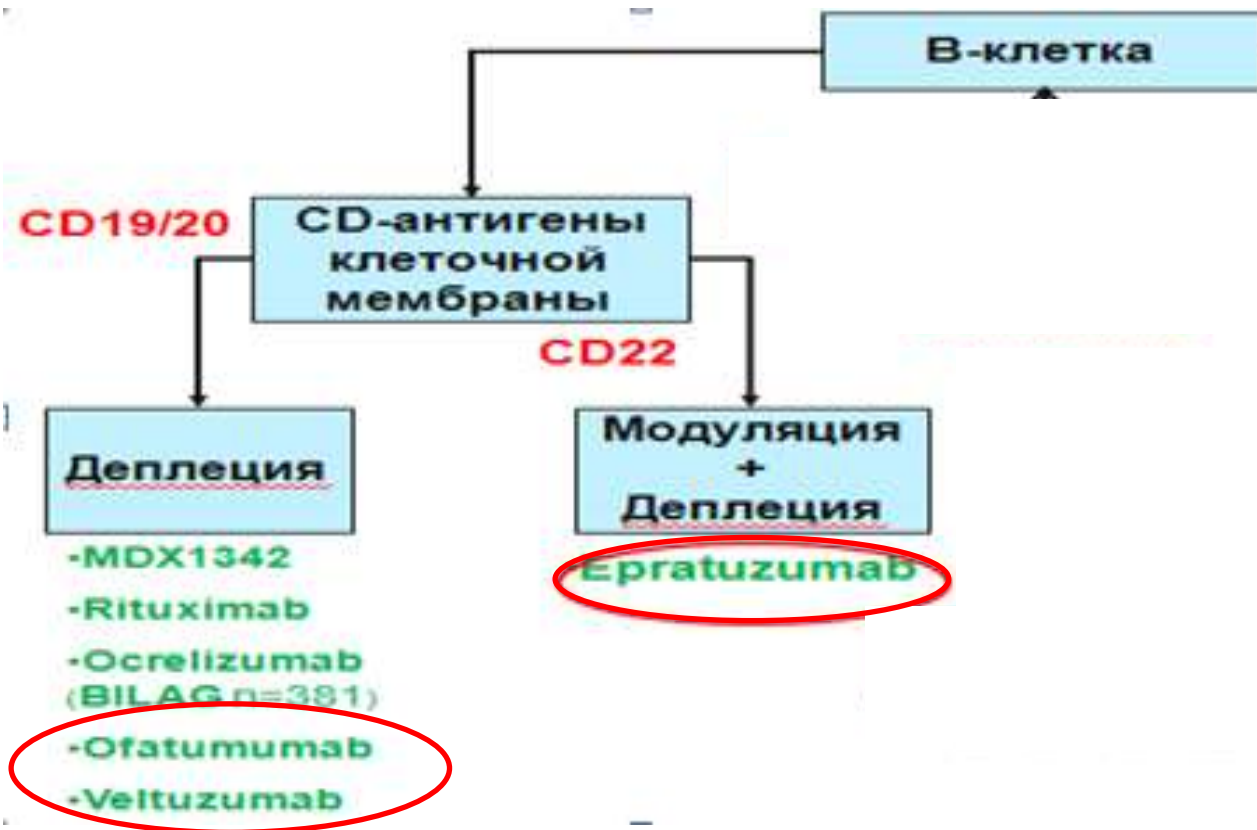 В-клетка
CD19/20
CD-антигены
клеточной
мембраны
CD22
Деплеция
Модуляция
+
Деплеция
-MDX1342
-Rituximab
-Ocrelizumab
(BILAG n=381)
-Ofatumumab
-Veltuzumab
Epratuzumab